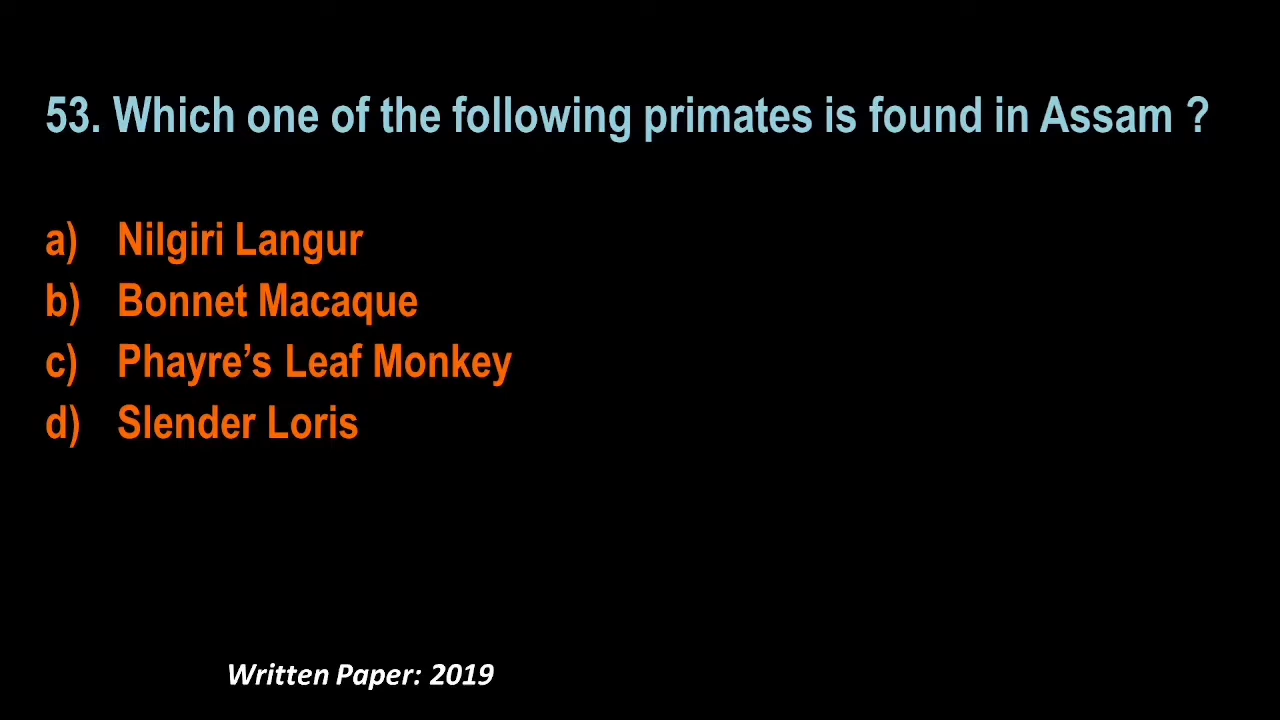 53. Which one of the following primates is found in Assam ?
a) Nilgiri Langur
b) Bonnet Macaque
c) Phayre’s Leaf Monkey
d) Slender Loris
Written Paper: 2019